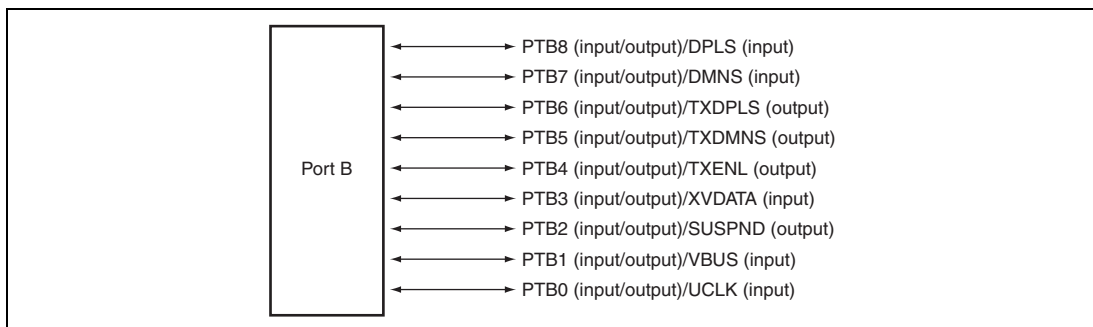 Port B
PTB8 (input/output)/DPLS (input)
PTB7 (input/output)/DMNS (input)
PTB6 (input/output)/TXDPLS (output)
PTB5 (input/output)/TXDMNS (output)
PTB4 (input/output)/TXENL (output)
PTB3 (input/output)/XVDATA (input)
PTB2 (input/output)/SUSPND (output)
PTB1 (input/output)/VBUS (input)
PTB0 (input/output)/UCLK (input)